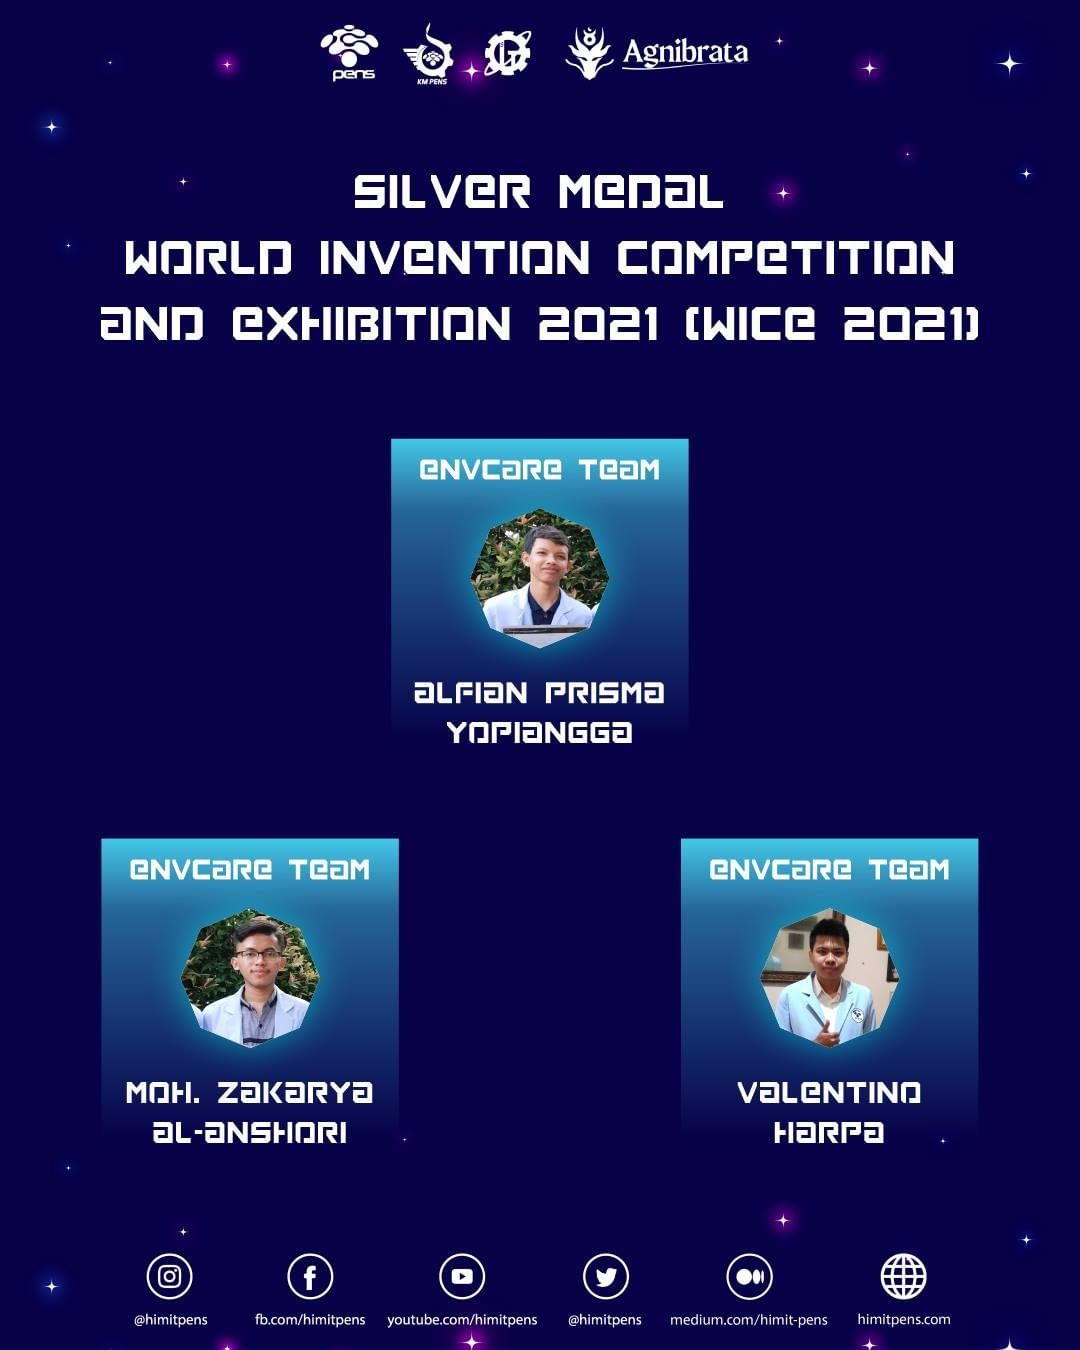 pens
KM PENS
IT
Agnibrata
SILVER MEDAL
WORLD INVENTION COMPETITION
AND EXHIBITION 2021 (WICE 2021)
ENVCARE TEAM
ALFIAN PRISMA
YOPIANGGA
ENVCARE TEAM
ENVCARE TEAM
MOH. ZAKARYA
AL-ANSHORI
VALENTINO
HARPA
@himitpens
fb.com/himitpens
youtube.com/himitpens
@himitpens
medium.com/himit-pens
himitpens.com